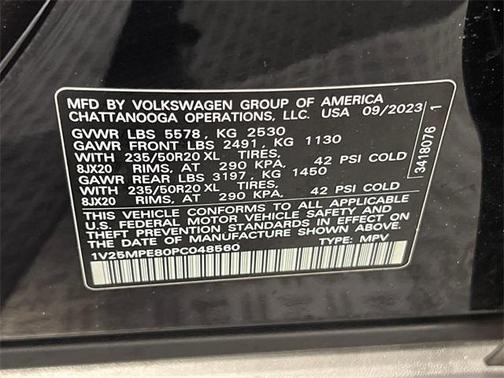 MFD BY VOLKSWAGEN GROUP OF AMERICA
CHATTANOOGA OPERATIONS, LLC. USA 09/2023
GVWR LBS 5578, KG 2530
GAWR FRONT LBS 2491, KG 1130
WITH 235/50R20 XL TIRES,
8JX20 RIMS, AT 290 KPA, 42 PSI COLD
GAWR REAR LBS 3197, KG 1450
WITH 235/50R20 XL TIRES,
8JX20 RIMS, AT 290 KPA, 42 PSI COLD
THIS VEHICLE CONFORMS TO ALL APPLICABLE
U.S. FEDERAL MOTOR VEHICLE SAFETY AND
THEFT PREVENTION STANDARDS IN EFFECT ON
THE DATE OF MANUFACTURE SHOWN ABOVE.
1V25MPE80PC048560 TYPE: MPV
3418076 1